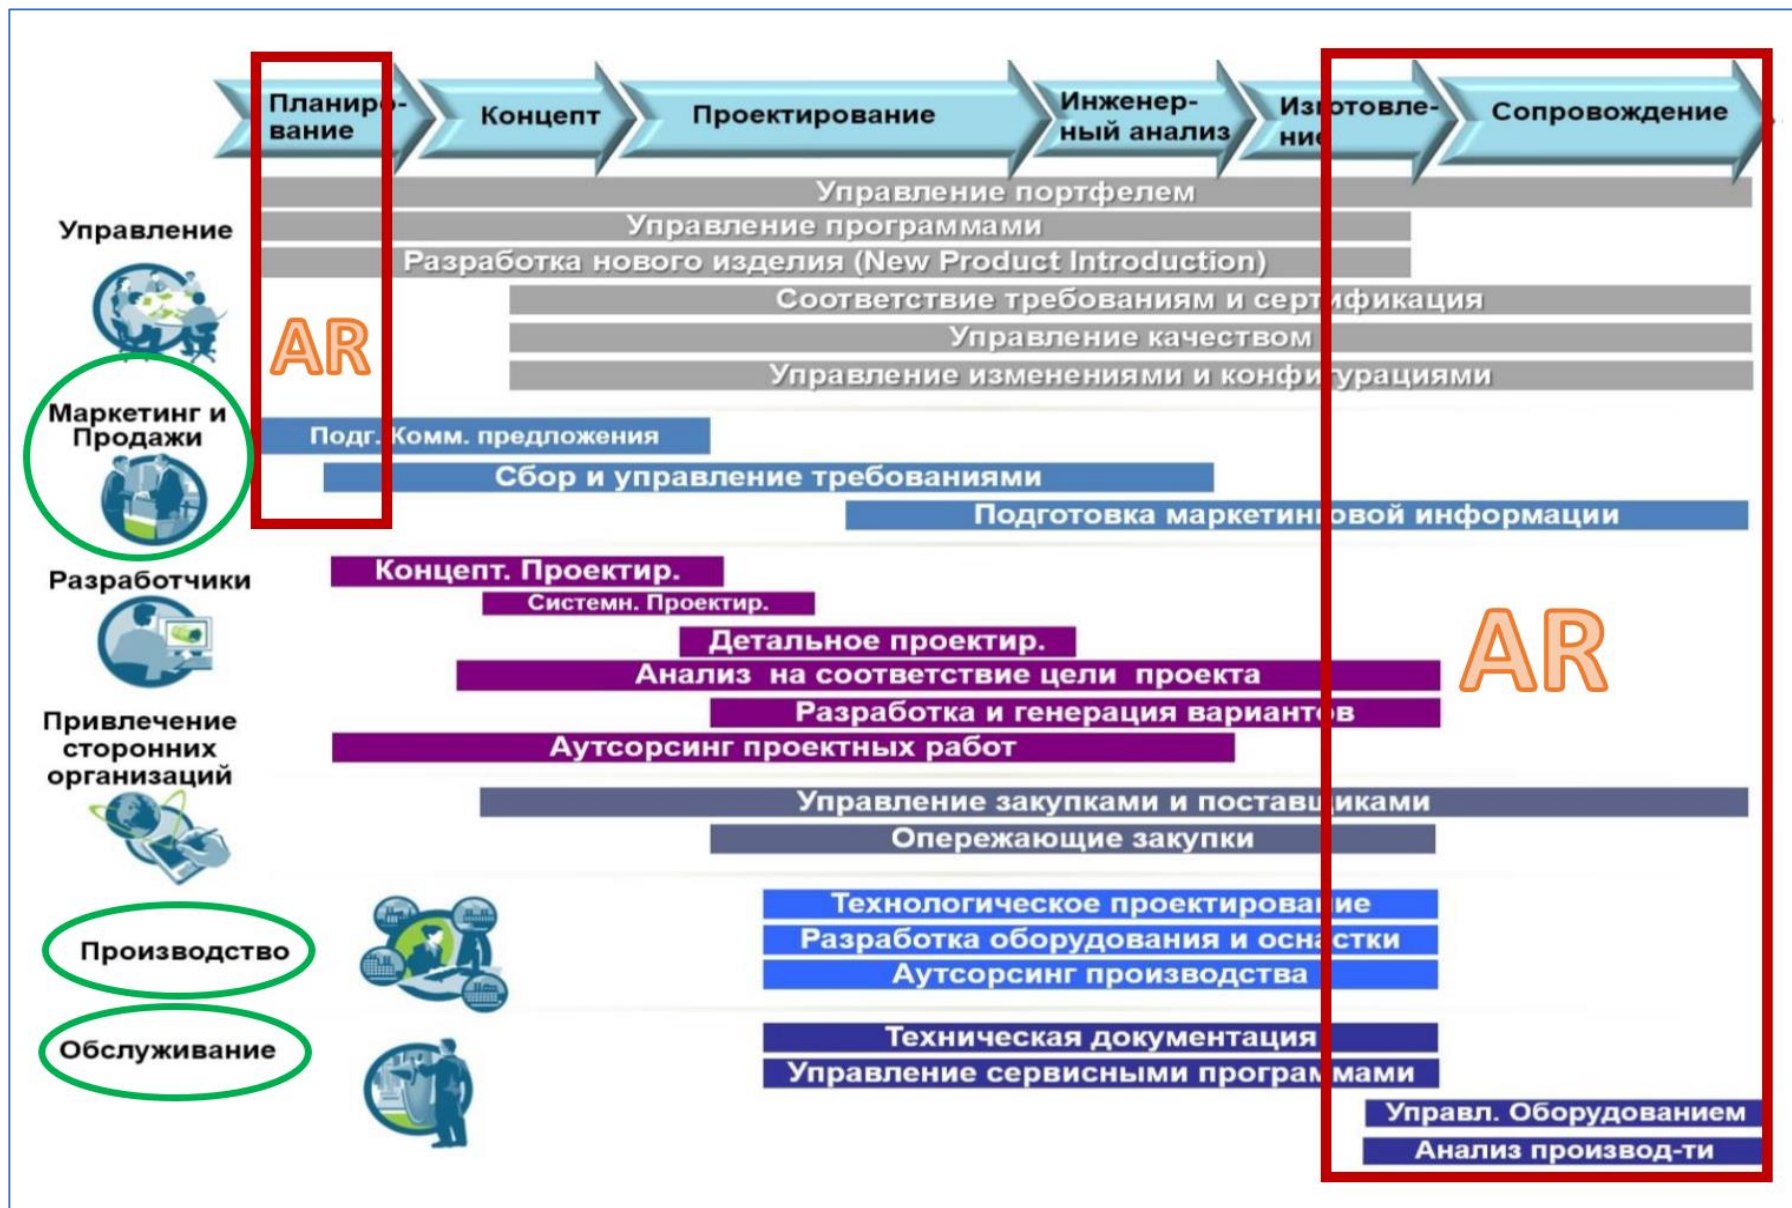 Планиро-
вание
Концепт
Проектирование
Инженер-
ный анализ
Изготовле-
ние
Сопровождение
Управление портфелем
Управление
Управление программами
Разработка нового изделия (New Product Introduction)
Соответствие требованиям и сертификация
AR
Управление качеством
Управление изменениями и конфигурациями
Маркетинг и
Продажи
Подг. Комм. предложения
Сбор и управление требованиями
Подготовка маркетинговой информации
Разработчики
Концепт. Проектир.
Системн. Проектир.
Детальное проектир.
AR
Анализ на соответствие цели проекта
Разработка и генерация вариантов
Привлечение
сторонних
организаций
Аутсорсинг проектных работ
Управление закупками и поставщиками
Опережающие закупки
Производство
Технологическое проектирование
Разработка оборудования и оснастки
Аутсорсинг производства
Обслуживание
Техническая документация
Управление сервисными программами
Управл. Оборудованием
Анализ производ-ти